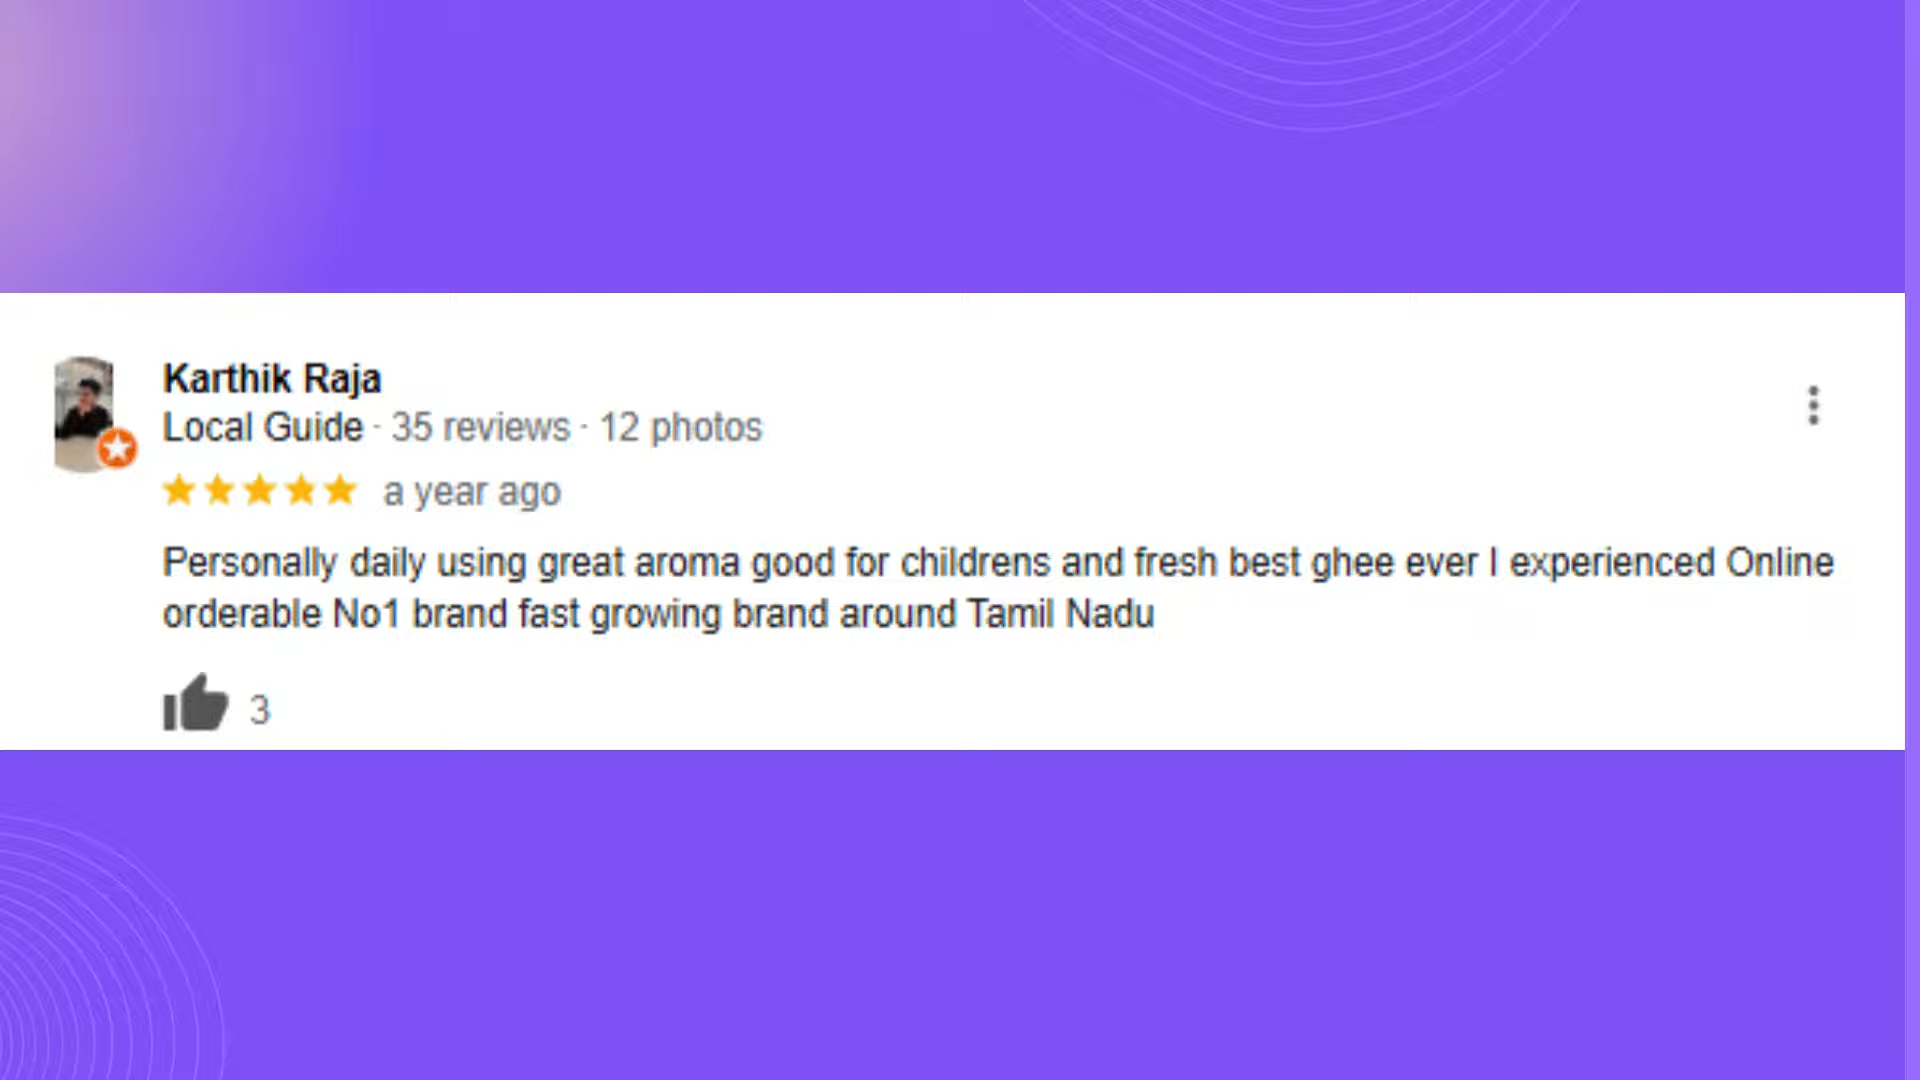 Karthik Raja
Local Guide · 35 reviews · 12 photos
a year ago
Personally daily using great aroma good for childrens and fresh best ghee ever I experienced Online
orderable No1 brand fast growing brand around Tamil Nadu
3